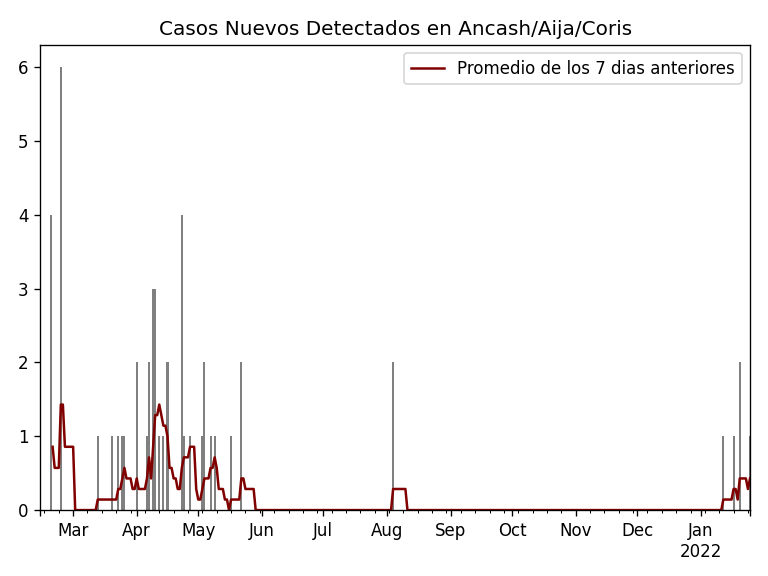 Casos Nuevos Detectados en Ancash/Aija/Coris
Promedio de los 7 dias anteriores
6
5
4
3
2
1
0
Mar Apr May Jun Jul Aug Sep Oct Nov Dec Jan
2022